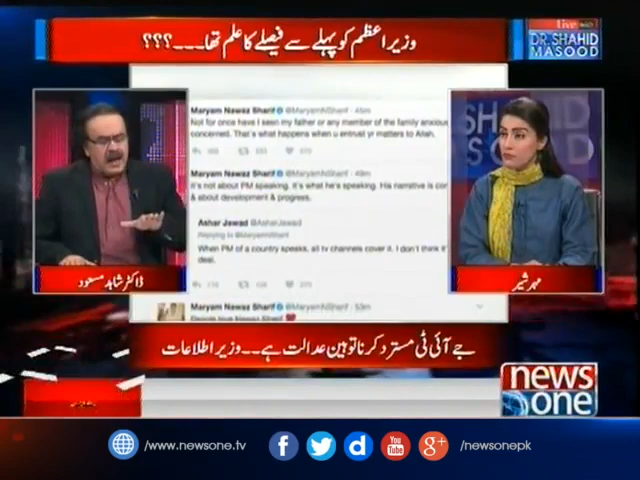 وزیراعظم کو پہلے سے فیصلے کا علم تھا۔۔۔؟؟؟
live
DR.SHAHID
MASOOD
Maryam Nawaz Sharif @MaryamNSharif
Not for once have I seen my father or any member of the family anxious
concerned. That's what happens when u entrust yr matters to Allah.
Maryam Nawaz Sharif @MaryamNSharif
It's not about PM speaking, it's what he's speaking. His narrative is
& about development & progress.
Ashar Jawad @AsharJawad
Replying to @MaryamNSharif
When PM of a country speaks, all tv channels cover it. I don't think
deal.
Maryam Nawaz Sharif @MaryamNSharif
SHAHID
MASOOD
ڈاکٹر شاہد مسعود
مہر شیر
جے آئی ٹی مسترد کرنا توہین عدالت ہے۔۔۔وزیر اطلاعات
news
one
/www.newsone.tv
f
d
You
Tube
g+
/newsonepk